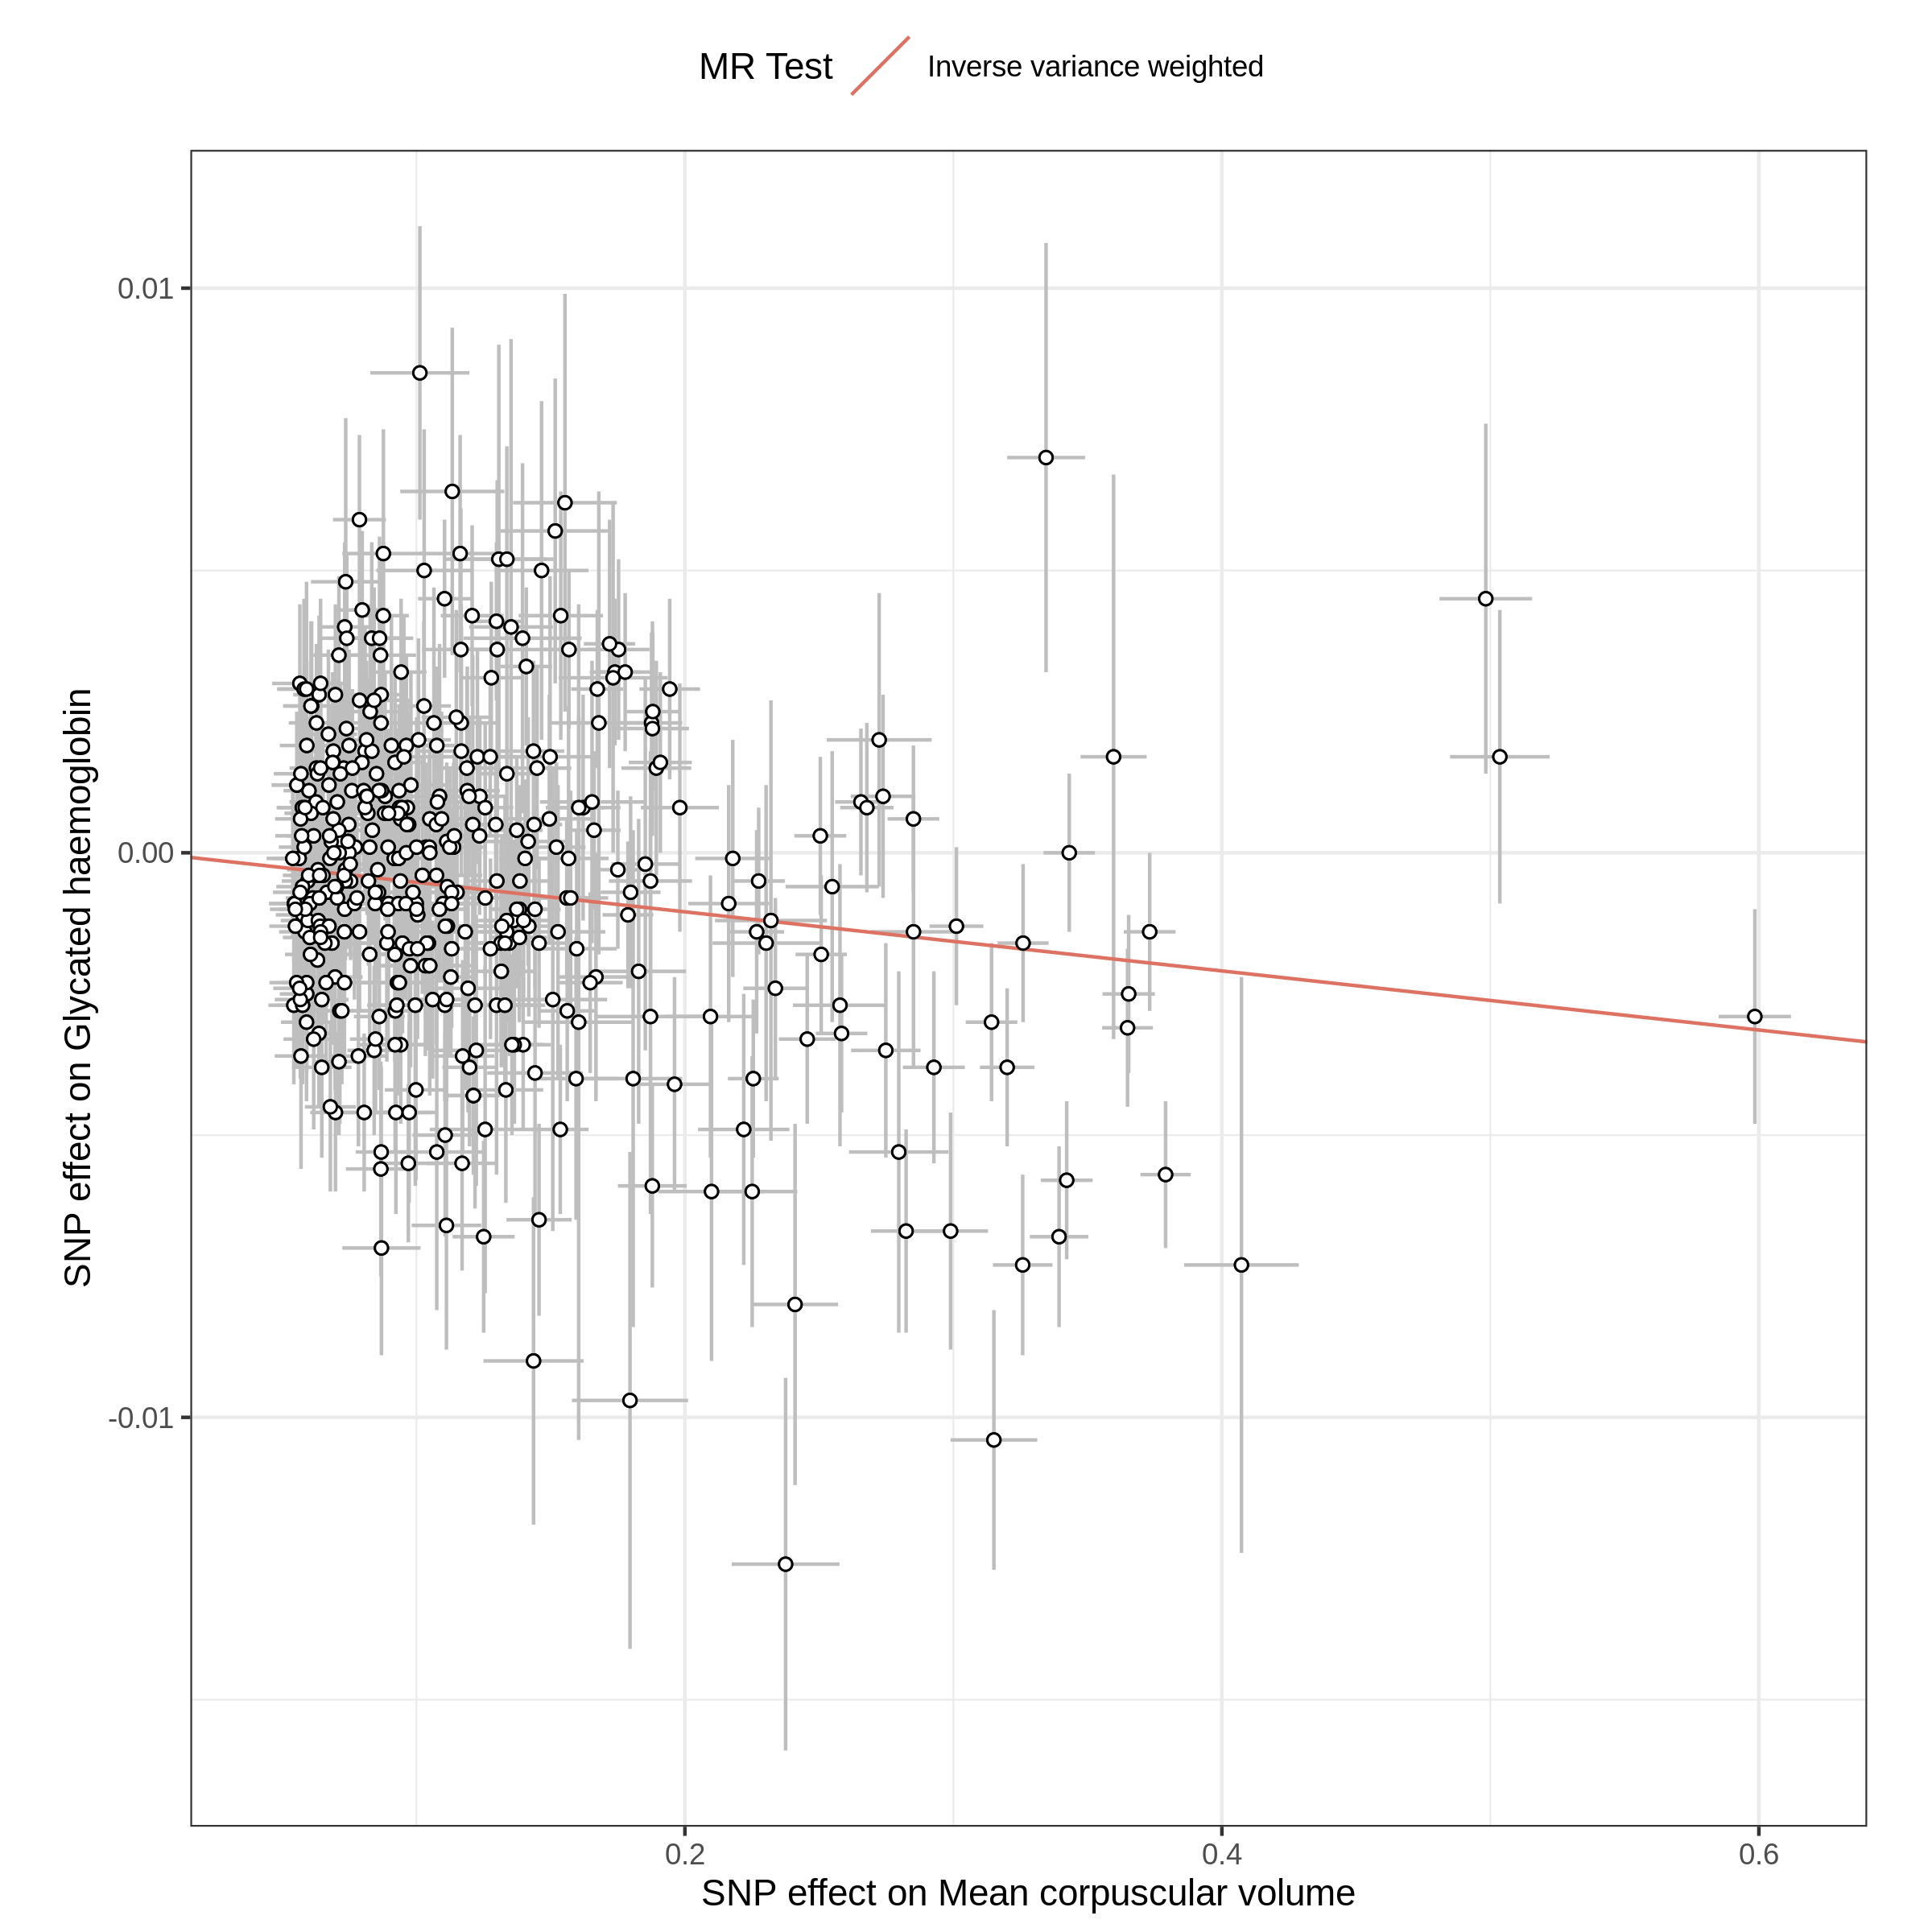 MR Test Inverse variance weighted
0.01
0.00
-0.01
SNP effect on Glycated haemoglobin
0.2 0.4 0.6
SNP effect on Mean corpuscular volume